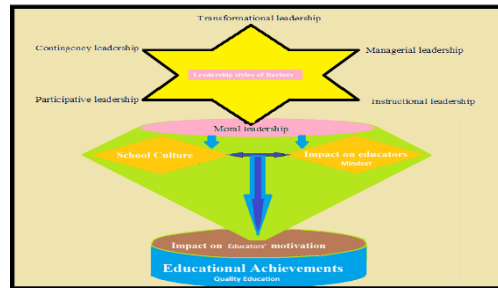 Transformational leadership
Contingency leadership
Managerial leadership
Leadership styles of Rectors
Participative leadership
Instructional leadership
Moral leadership
School Culture
Impact on educators
Mindset
Impact on Educators' motivation
Educational Achievements
Quality Education